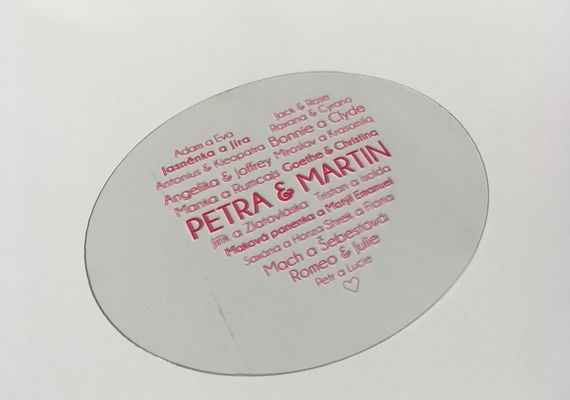 Adam a Eva
Jack & Rose
Jasněnka a Jíra
Roxana & Cyrano
Antonius & Kleopatra Bonnie a Clyde
Angelika & Joffrey Miroslav a Krasomila
Manka a Rumcajs Goethe & Christina
PETRA & MARTIN
Jiřík a Zlatovláska Tristan a Isolda
Maková panenka a Motýl Emanuel
Saxána a Honza Shrek a Fiona
Mach a Šebestová
Romeo & Julie
Petr a Lucie